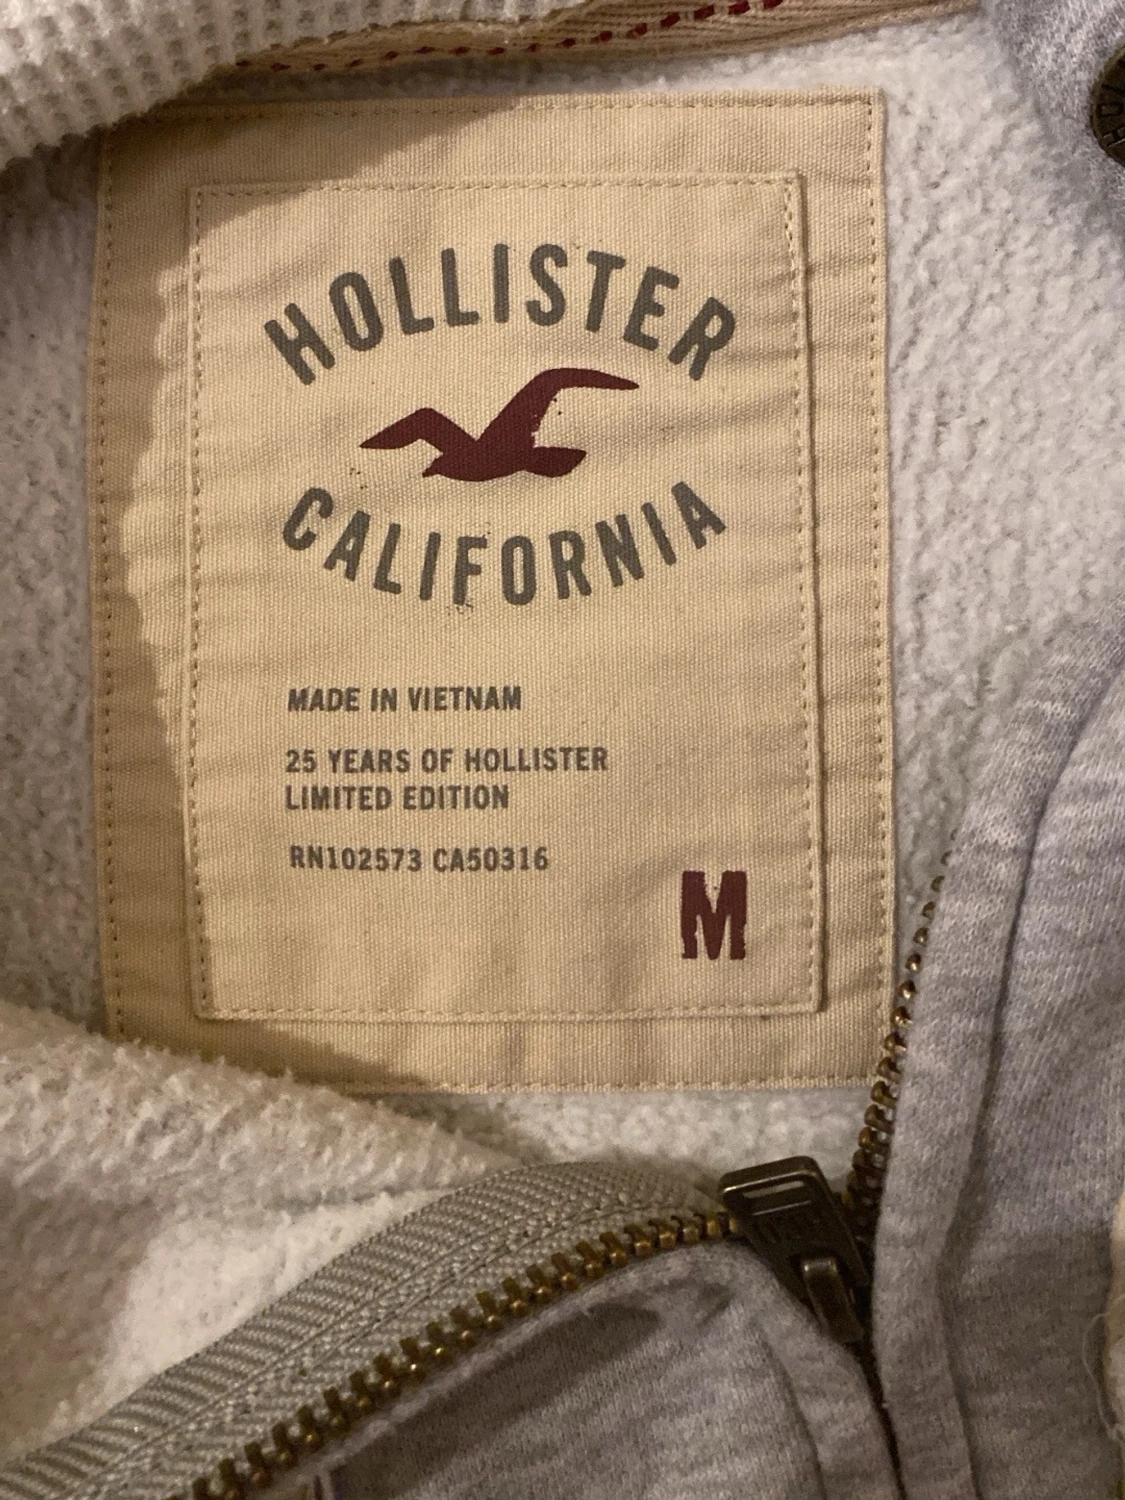 HOLLISTER
CALIFORNIA
MADE IN VIETNAM
25 YEARS OF HOLLISTER
LIMITED EDITION
RN102573 CA50316
M